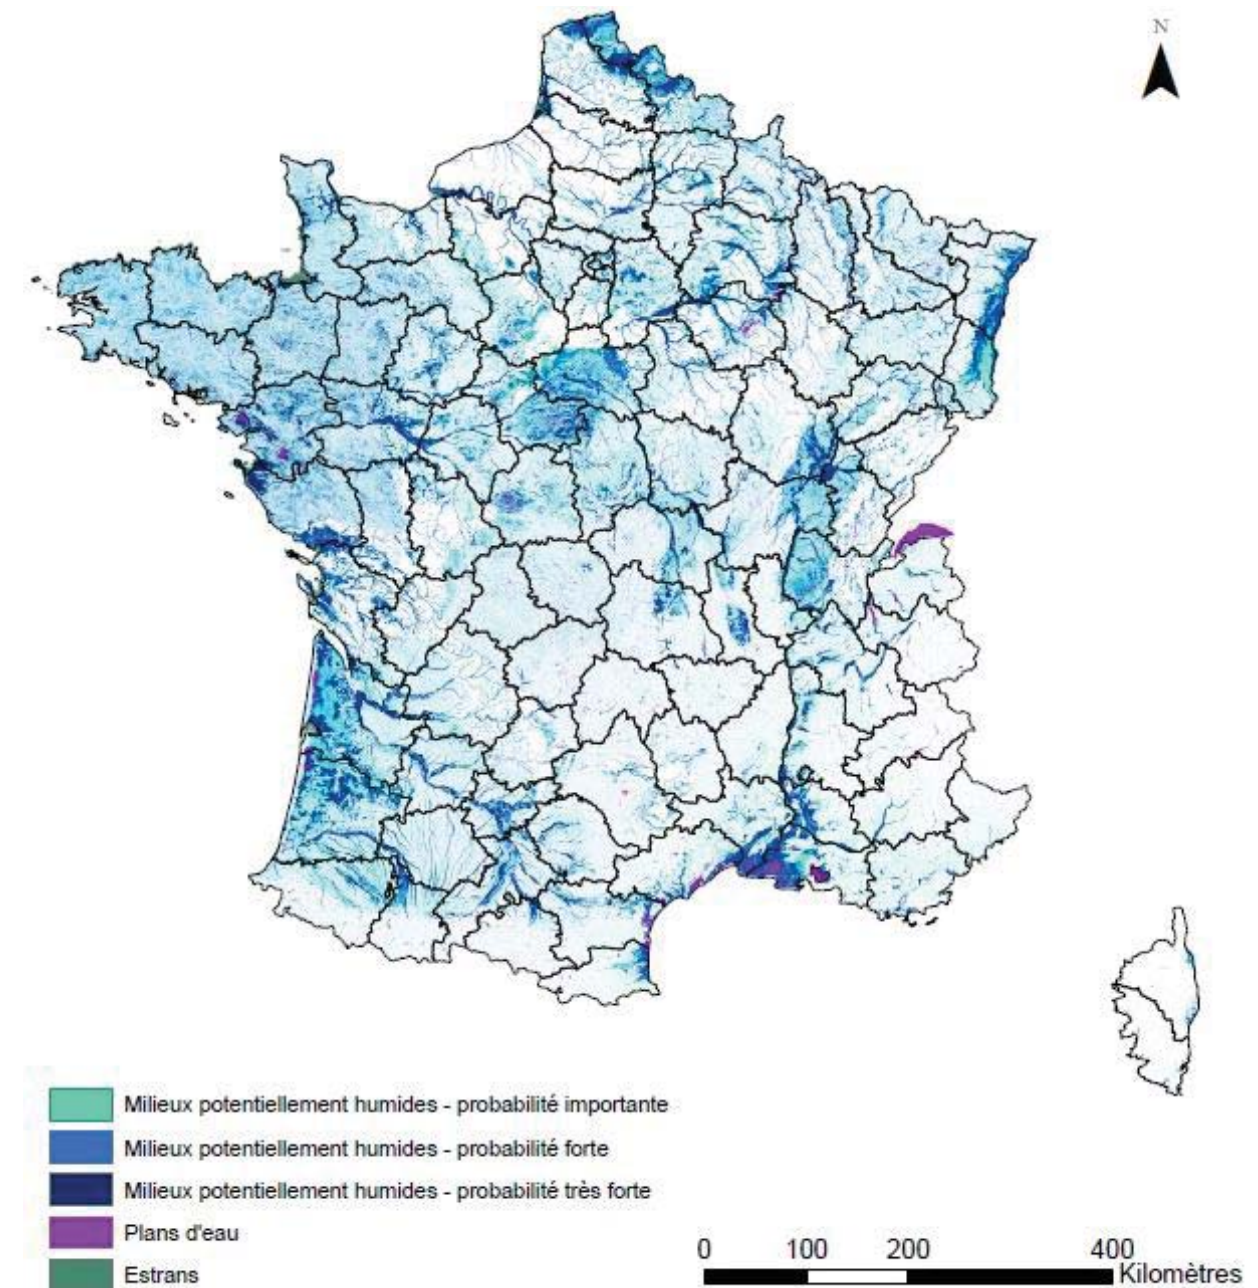 N
Milieux potentiellement humides - probabilité importante
Milieux potentiellement humides - probabilité forte
Milieux potentiellement humides - probabilité très forte
Plans d'eau
Estrans
0 100 200 400
Kilomètres